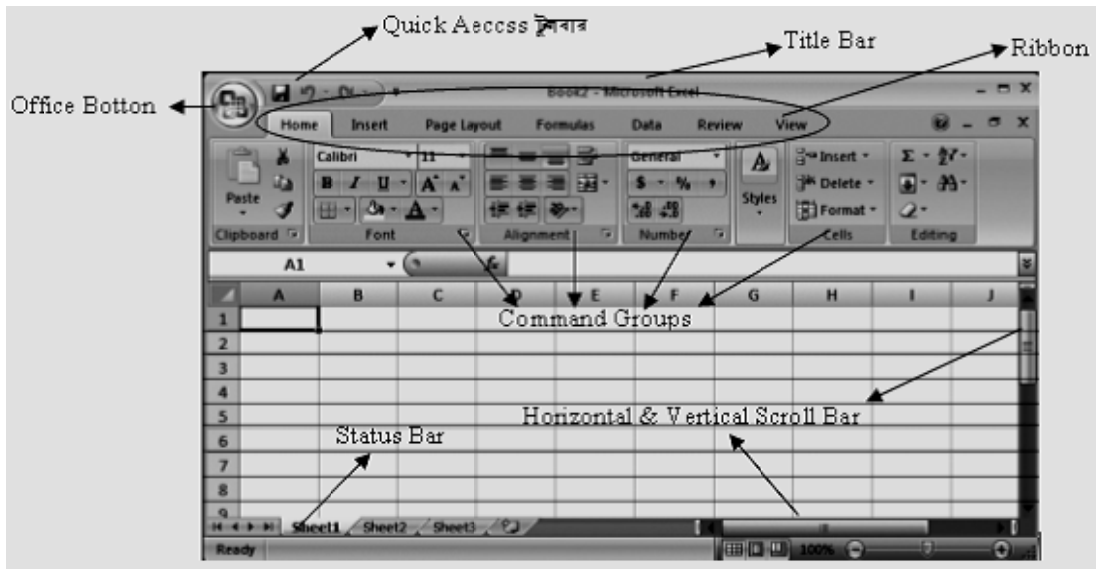 Quick Aeccss টুলবার
Title Bar
Ribbon
Office Botton
Book2 - Microsoft Excel
Home Insert Page Layout Formulas Data Review View
Calibri 11 General Insert
B I U A A $ % , Delete
Paste A Styles Format
Clipboard Font Alignment Number Cells Editing
A1 fx
A B C D E F G H I J
Command Groups
1
2
3
4
Horizontal & Vertical Scroll Bar
5
Status Bar
6
7
8
9
Sheet1 Sheet2 Sheet3
Ready 100%